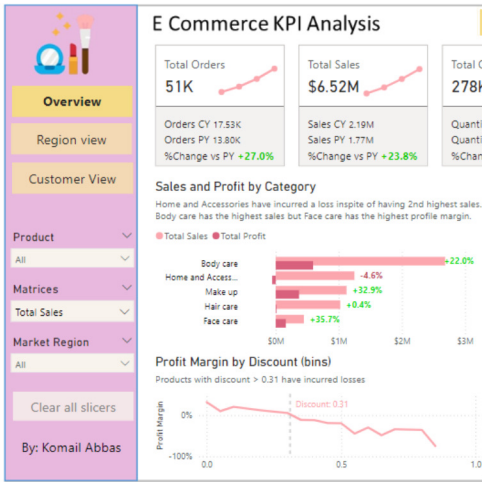 E Commerce KPI Analysis
Overview
Region view
Customer View
Product
All
Matrices
Total Sales
Market Region
All
Clear all slicers
By: Komail Abbas
Total Orders
51K
Orders CY 17.53K
Orders PY 13.80K
%Change vs PY +27.0%
Total Sales
$6.52M
Sales CY 2.19M
Sales PY 1.77M
%Change vs PY +23.8%
Total
278K
Quanti
Quanti
%Chan
Sales and Profit by Category
Home and Accessories have incurred a loss inspite of having 2nd highest sales.
Body care has the highest sales but Face care has the highest profile margin.
Total Sales Total Profit
Body care +22.0%
Home and Access... -4.6%
Make up +32.9%
Hair care +0.4%
Face care +35.7%
$0M $1M $2M $3M
Profit Margin by Discount (bins)
Products with discount > 0.31 have incurred losses
Profit Margin
Discount: 0.31
0%
-100%
0.0 0.5 1.0